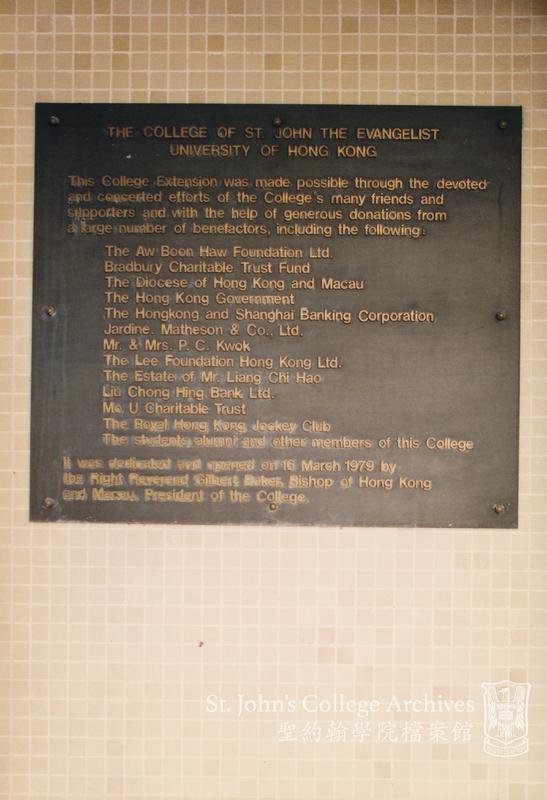 THE COLLEGE OF ST. JOHN THE EVANGELIST
UNIVERSITY OF HONG KONG
This College Extension was made possible through the devoted
and concerted efforts of the College's many friends and
supporters and with the help of generous donations from
a large number of benefactors, including the following:
The Aw Boon Haw Foundation Ltd.
Bradbury Charitable Trust Fund
The Diocese of Hong Kong and Macau
The Hong Kong Government
The Hongkong and Shanghai Banking Corporation
Jardine, Matheson & Co., Ltd.
Mr. & Mrs. P. C. Kwok
The Lee Foundation Hong Kong Ltd.
The Estate of Mr. Liang Chi Hao
Liu Chong Hing Bank Ltd.
Mo U Charitable Trust
The Royal Hong Kong Jockey Club
The students, alumni and other members of this College
It was dedicated and opened on 16 March 1979 by
the Right Reverend Gilbert Baker, Bishop of Hong Kong
and Macau, President of the College.
St. John's College Archives
聖約翰學院檔案館